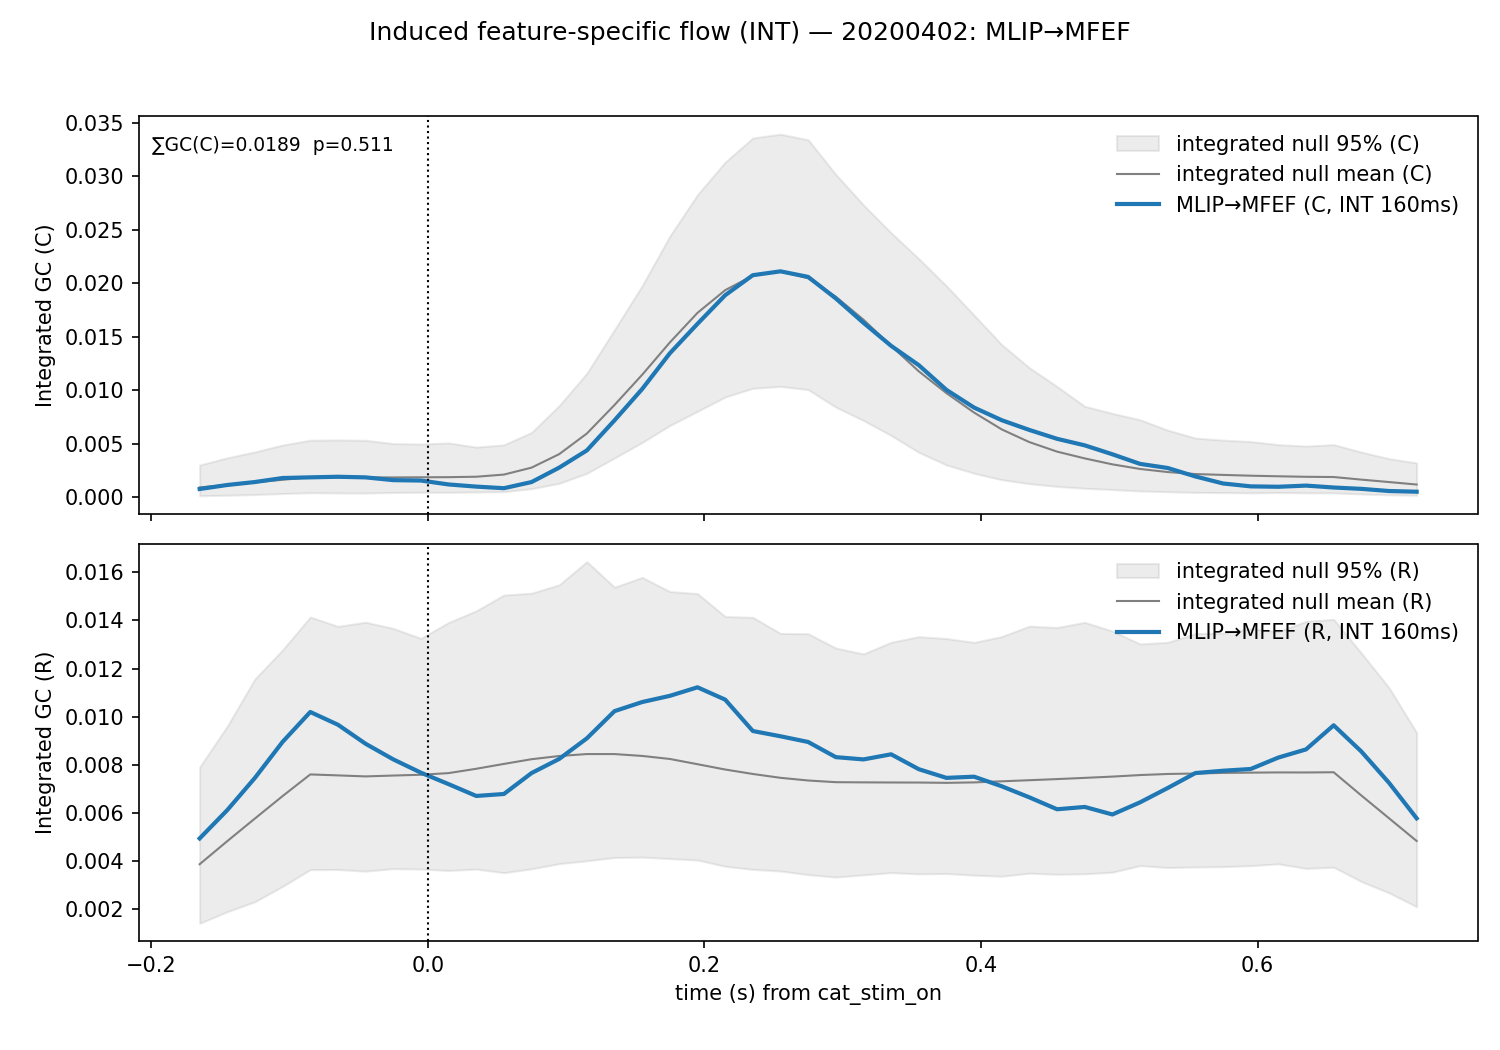 Induced feature-specific flow (INT) — 20200402: MLIP→MFEF
∑GC(C)=0.0189 p=0.511
integrated null 95% (C)
integrated null mean (C)
MLIP→MFEF (C, INT 160ms)
Integrated GC (C)
0.035
0.030
0.025
0.020
0.015
0.010
0.005
0.000
integrated null 95% (R)
integrated null mean (R)
MLIP→MFEF (R, INT 160ms)
Integrated GC (R)
0.016
0.014
0.012
0.010
0.008
0.006
0.004
0.002
−0.2 0.0 0.2 0.4 0.6
time (s) from cat_stim_on